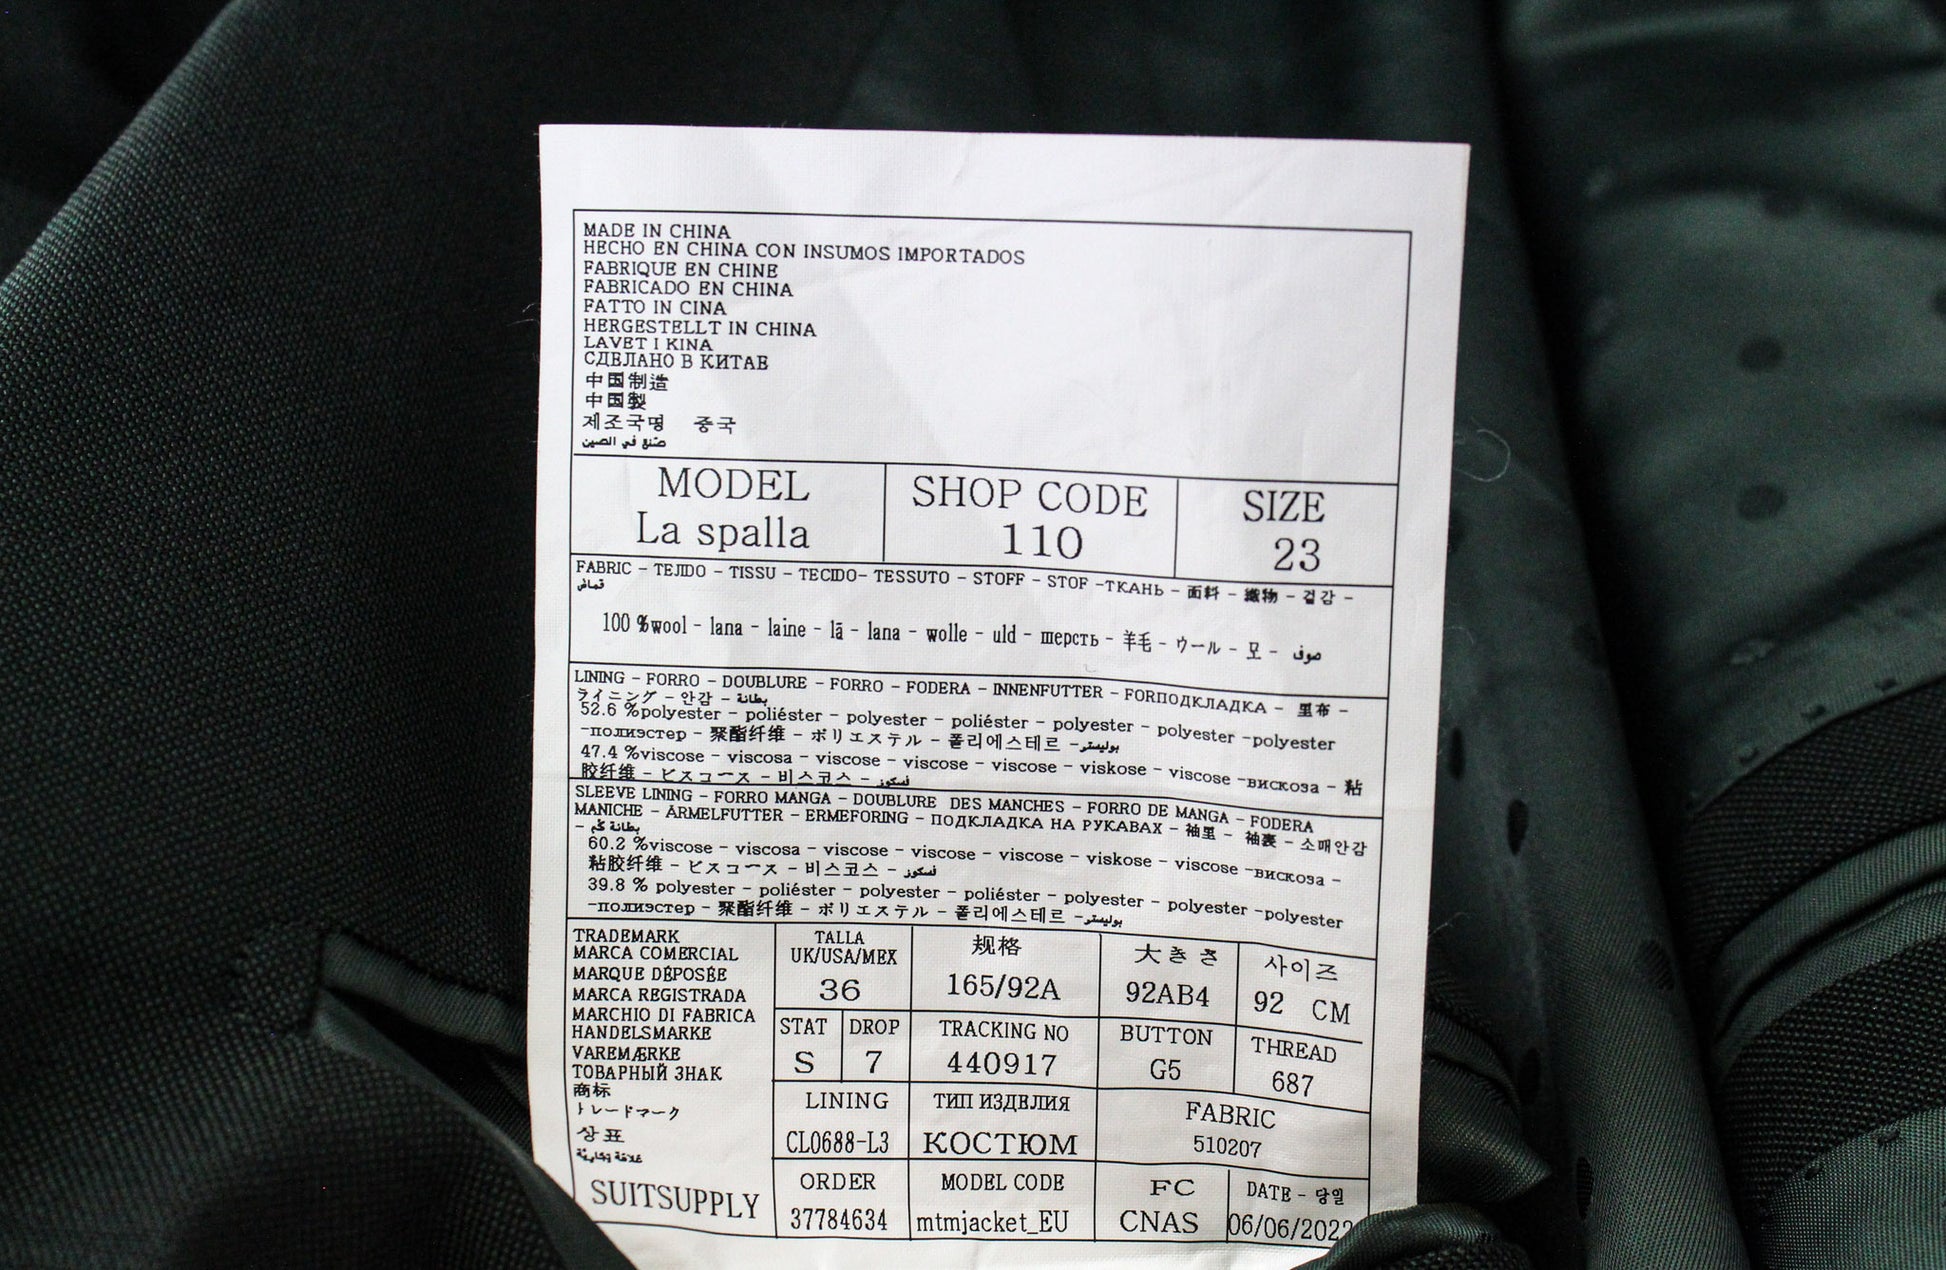 MADE IN CHINA
HECHO EN CHINA CON INSUMOS IMPORTADOS
FABRIQUE EN CHINE
FABRICADO EN CHINA
FATTO IN CINA
HERGESTELLT IN CHINA
LAVET I KINA
СДЕЛАНО В КИТАЕ
中国制造
中国製
제조국명 중국
صنع في الصين
MODEL
La spalla
SHOP CODE
110
SIZE
23
FABRIC - TEJIDO - TISSU - TECIDO- TESSUTO - STOFF - STOF -ТКАНЬ - 面料 - 織物 - 겉감 -
قماش
100 %wool - lana - laine - lã - lana - wolle - uld - шерсть - 羊毛 - ウール - 모 - صوف
LINING - FORRO - DOUBLURE - FORRO - FODERA - INNENFUTTER - FORПОДКЛАДКА - 里布 -
ライニング - 안감 - بطانة
52.6 %polyester - poliéster - polyester - poliéster - polyester - polyester -polyester
-полиэстер - 聚酯纤维 - ポリエステル - 폴리에스테르 -بوليستر
47.4 %viscose - viscosa - viscose - viscose - viscose - viskose - viscose -вискоза - 粘
胶纤维 - ビスコース - 비스코스 - فسكوز
SLEEVE LINING - FORRO MANGA - DOUBLURE DES MANCHES - FORRO DE MANGA - FODERA
MANICHE - ÄRMELFUTTER - ERMEFORING - ПОДКЛАДКА НА РУКАВАХ - 袖里 - 袖裏 - 소매안감
- بطانة كم
60.2 %viscose - viscosa - viscose - viscose - viscose - viskose - viscose -вискоза -
粘胶纤维 - ビスコース - 비스코스 - فسكوز
39.8 % polyester - poliéster - polyester - poliéster - polyester - polyester -polyester
-полиэстер - 聚酯纤维 - ポリエステル - 폴리에스테르 -بوليستر
TRADEMARK
MARCA COMERCIAL
MARQUE DÉPOSÉE
MARCA REGISTRADA
MARCHIO DI FABRICA
HANDELSMARKE
VAREMÆRKE
ТОВАРНЫЙ ЗНАК
商标
トレードマーク
상표
علامة تجارية
SUITSUPPLY
TALLA
UK/USA/MEX
36
规格
165/92A
大きさ
92AB4
사이즈
92 CM
STAT
S
DROP
7
TRACKING NO
440917
BUTTON
G5
THREAD
687
LINING
CL0688-L3
ТИП ИЗДЕЛИЯ
КОСТЮМ
FABRIC
510207
ORDER
37784634
MODEL CODE
mtmjacket_EU
FC
CNAS
DATE - 당일
06/06/2022